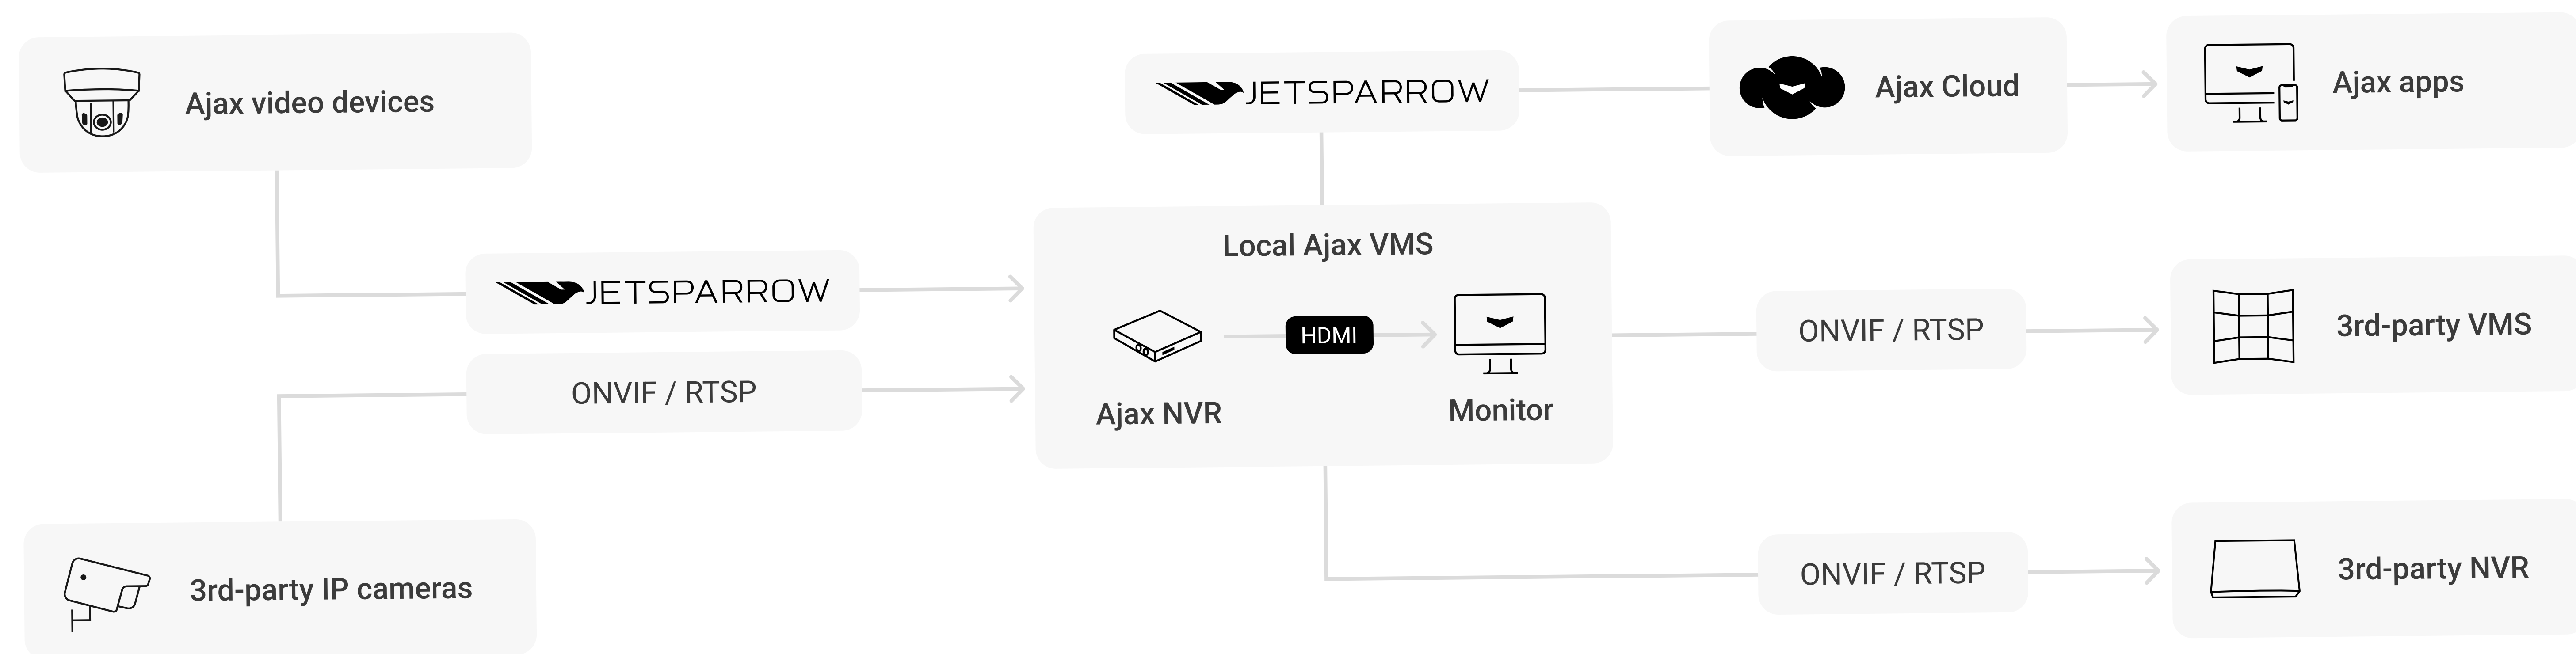 Ajax video devices
JETSPARROW
Ajax Cloud
Ajax apps
JETSPARROW
Local Ajax VMS
HDMI
Ajax NVR
Monitor
ONVIF / RTSP
3rd-party VMS
ONVIF / RTSP
3rd-party IP cameras
ONVIF / RTSP
3rd-party NVR